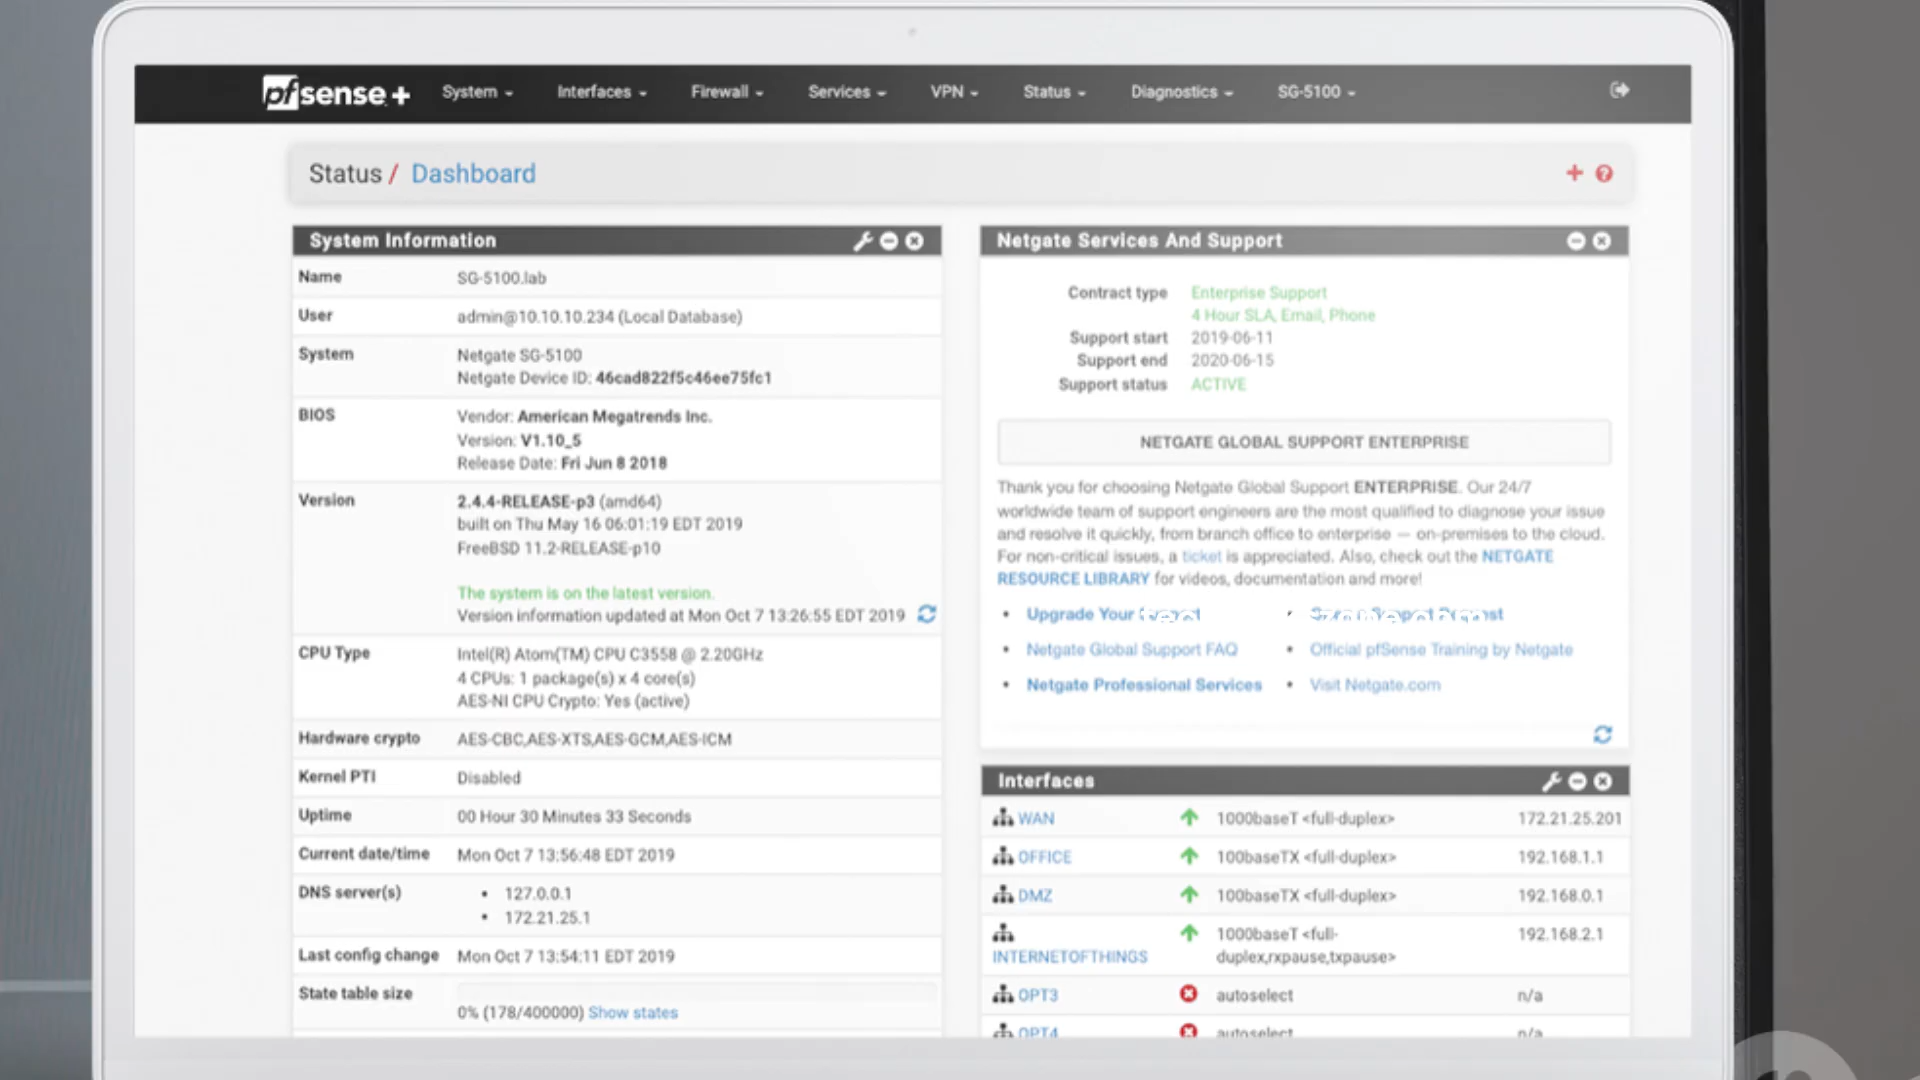 pfsense +
System Interfaces Firewall Services VPN Status Diagnostics SG-5100
Status / Dashboard
System Information
Name SG-5100.lab
User admin@10.10.10.234 (Local Database)
System Netgate SG-5100
Netgate Device ID: 46cad822f5c46ee75fc1
BIOS Vendor: American Megatrends Inc.
Version: V1.10_5
Release Date: Fri Jun 8 2018
Version 2.4.4-RELEASE-p3 (amd64)
built on Thu May 16 06:01:19 EDT 2019
FreeBSD 11.2-RELEASE-p10
The system is on the latest version.
Version information updated at Mon Oct 7 13:26:55 EDT 2019
CPU Type Intel(R) Atom(TM) CPU C3558 @ 2.20GHz
4 CPUs: 1 package(s) x 4 core(s)
AES-NI CPU Crypto: Yes (active)
Hardware crypto AES-CBC,AES-XTS,AES-GCM,AES-ICM
Kernel PTI Disabled
Uptime 00 Hour 30 Minutes 33 Seconds
Current date/time Mon Oct 7 13:56:48 EDT 2019
DNS server(s) • 127.0.0.1
• 172.21.25.1
Last config change Mon Oct 7 13:54:11 EDT 2019
State table size
0% (178/400000) Show states
Netgate Services And Support
Contract type Enterprise Support
4 Hour SLA, Email, Phone
Support start 2019-06-11
Support end 2020-06-15
Support status ACTIVE
NETGATE GLOBAL SUPPORT ENTERPRISE
Thank you for choosing Netgate Global Support ENTERPRISE. Our 24/7
worldwide team of support engineers are the most qualified to diagnose your issue
and resolve it quickly, from branch office to enterprise — on-premises to the cloud.
For non-critical issues, a ticket is appreciated. Also, check out the NETGATE
RESOURCE LIBRARY for videos, documentation and more!
• Upgrade Your
• Netgate Global Support FAQ • Official pfSense Training by Netgate
• Netgate Professional Services • Visit Netgate.com
Interfaces
WAN 1000baseT <full-duplex> 172.21.25.201
OFFICE 100baseTX <full-duplex> 192.168.1.1
DMZ 100baseTX <full-duplex> 192.168.0.1
INTERNETOFTHINGS 1000baseT <full-duplex,rxpause,txpause> 192.168.2.1
OPT3 autoselect n/a
OPT4 autoselect n/a